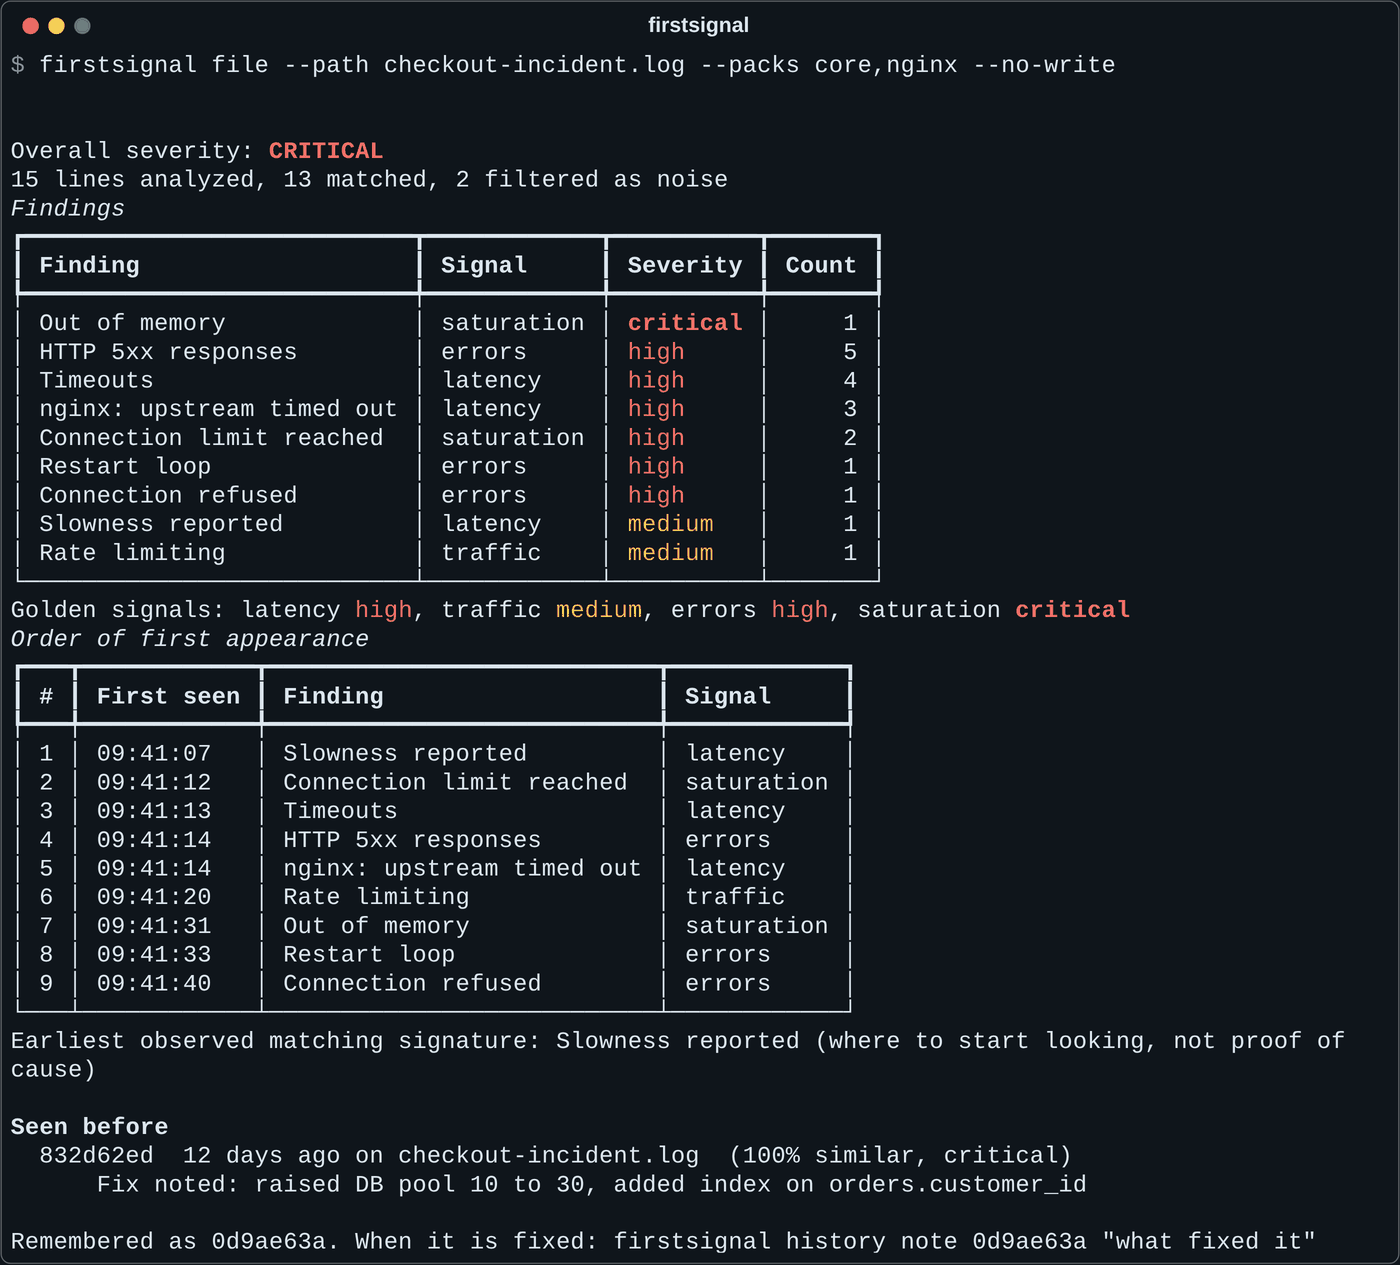 firstsignal
$ firstsignal file --path checkout-incident.log --packs core,nginx --no-write
Overall severity: CRITICAL
15 lines analyzed, 13 matched, 2 filtered as noise
Findings
Finding Signal Severity Count
Out of memory saturation critical 1
HTTP 5xx responses errors high 5
Timeouts latency high 4
nginx: upstream timed out latency high 3
Connection limit reached saturation high 2
Restart loop errors high 1
Connection refused errors high 1
Slowness reported latency medium 1
Rate limiting traffic medium 1
Golden signals: latency high, traffic medium, errors high, saturation critical
Order of first appearance
# First seen Finding Signal
1 09:41:07 Slowness reported latency
2 09:41:12 Connection limit reached saturation
3 09:41:13 Timeouts latency
4 09:41:14 HTTP 5xx responses errors
5 09:41:14 nginx: upstream timed out latency
6 09:41:20 Rate limiting traffic
7 09:41:31 Out of memory saturation
8 09:41:33 Restart loop errors
9 09:41:40 Connection refused errors
Earliest observed matching signature: Slowness reported (where to start looking, not proof of
cause)
Seen before
832d62ed 12 days ago on checkout-incident.log (100% similar, critical)
Fix noted: raised DB pool 10 to 30, added index on orders.customer_id
Remembered as 0d9ae63a. When it is fixed: firstsignal history note 0d9ae63a "what fixed it"